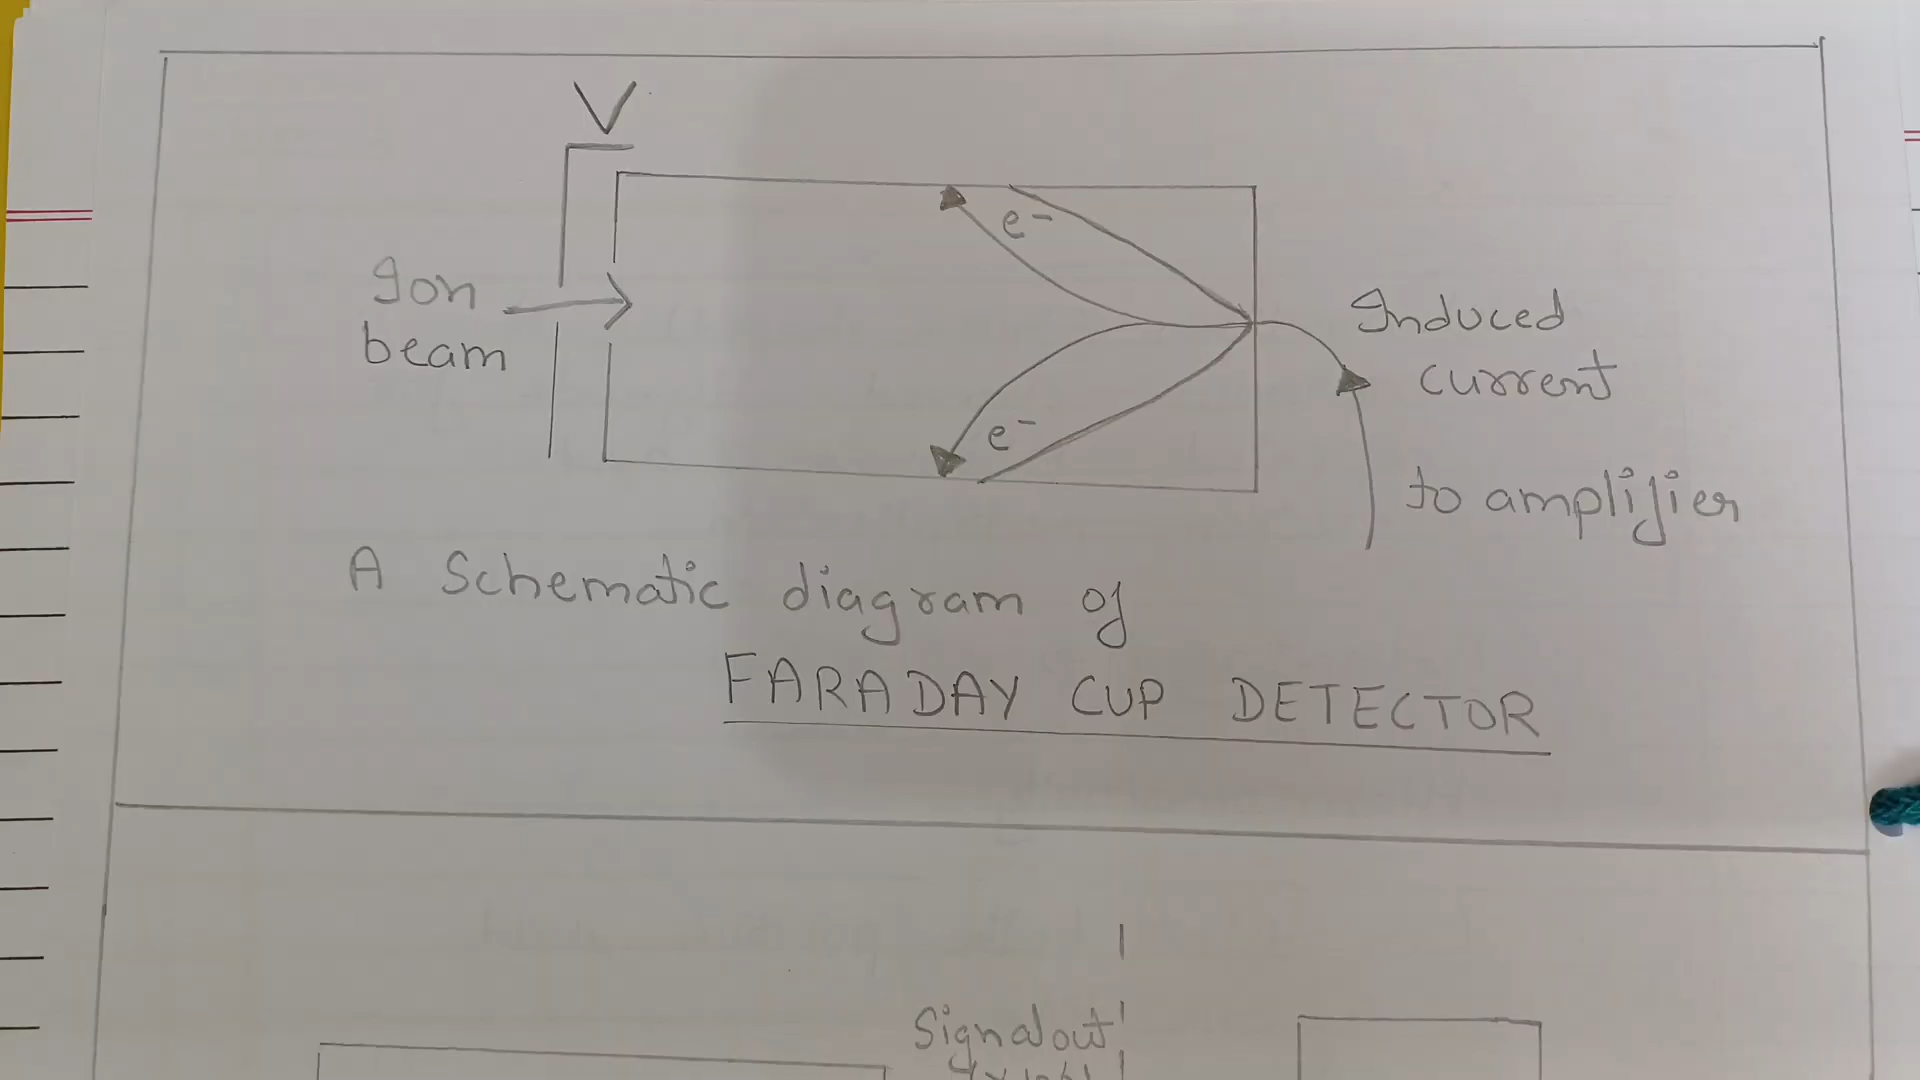 V
Ion
beam
e-
e-
Induced
current
to amplifier
A Schematic diagram of
FARADAY CUP DETECTOR
Signal out